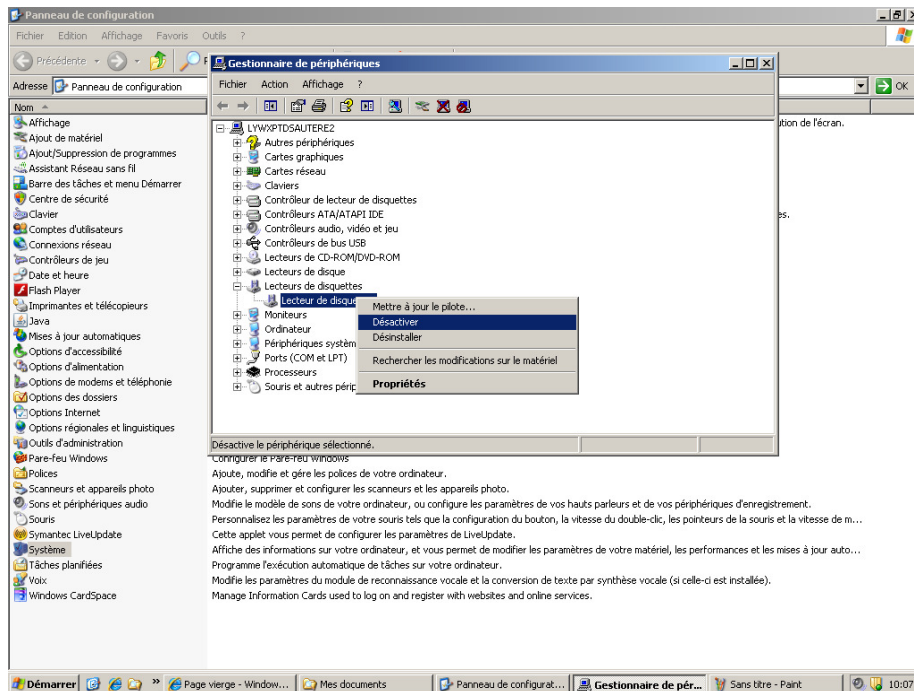 Panneau de configuration
Fichier Edition Affichage Favoris Outils ?
Précédente
Adresse Panneau de configuration OK
Nom
Affichage
Ajout de matériel
Ajout/Suppression de programmes
Assistant Réseau sans fil
Barre des tâches et menu Démarrer
Centre de sécurité
Clavier
Comptes d'utilisateurs
Connexions réseau
Contrôleurs de jeu
Date et heure
Flash Player
Imprimantes et télécopieurs
Java
Mises à jour automatiques
Options d'accessibilité
Options d'alimentation
Options de modems et téléphonie
Options des dossiers
Options Internet
Options régionales et linguistiques
Outils d'administration
Pare-feu Windows
Polices
Scanneurs et appareils photo
Sons et périphériques audio
Souris
Symantec LiveUpdate
Système
Tâches planifiées
Voix
Windows CardSpace
Gestionnaire de périphériques
Fichier Action Affichage ?
LYWXPTDSAUTERE2
Autres périphériques
Cartes graphiques
Cartes réseau
Claviers
Contrôleur de lecteur de disquettes
Contrôleurs ATA/ATAPI IDE
Contrôleurs audio, vidéo et jeu
Contrôleurs de bus USB
Lecteurs de CD-ROM/DVD-ROM
Lecteurs de disque
Lecteurs de disquettes
Lecteur de disque
Moniteurs
Ordinateur
Périphériques systèm
Ports (COM et LPT)
Processeurs
Souris et autres périp
Mettre à jour le pilote...
Désactiver
Désinstaller
Rechercher les modifications sur le matériel
Propriétés
Désactive le périphérique sélectionné.
ution de l'écran.
es.
Configurer le Pare-feu Windows
Ajoute, modifie et gére les polices de votre ordinateur.
Ajouter, supprimer et configurer les scanneurs et les appareils photo.
Modifie le modèle de sons de votre ordinateur, ou configure les paramètres de vos hauts parleurs et de vos périphériques d'enregistrement.
Personnalisez les paramètres de votre souris tels que la configuration du bouton, la vitesse du double-clic, les pointeurs de la souris et la vitesse de m...
Cette applet vous permet de configurer les paramètres de LiveUpdate.
Affiche des informations sur votre ordinateur, et vous permet de modifier les paramètres de votre matériel, les performances et les mises à jour auto...
Programme l'exécution automatique de tâches sur votre ordinateur.
Modifie les paramètres du module de reconnaissance vocale et la conversion de texte par synthèse vocale (si celle-ci est installée).
Manage Information Cards used to log on and register with websites and online services.
Démarrer » Page vierge - Window... Mes documents Panneau de configurat... Gestionnaire de pér... Sans titre - Paint 10:07